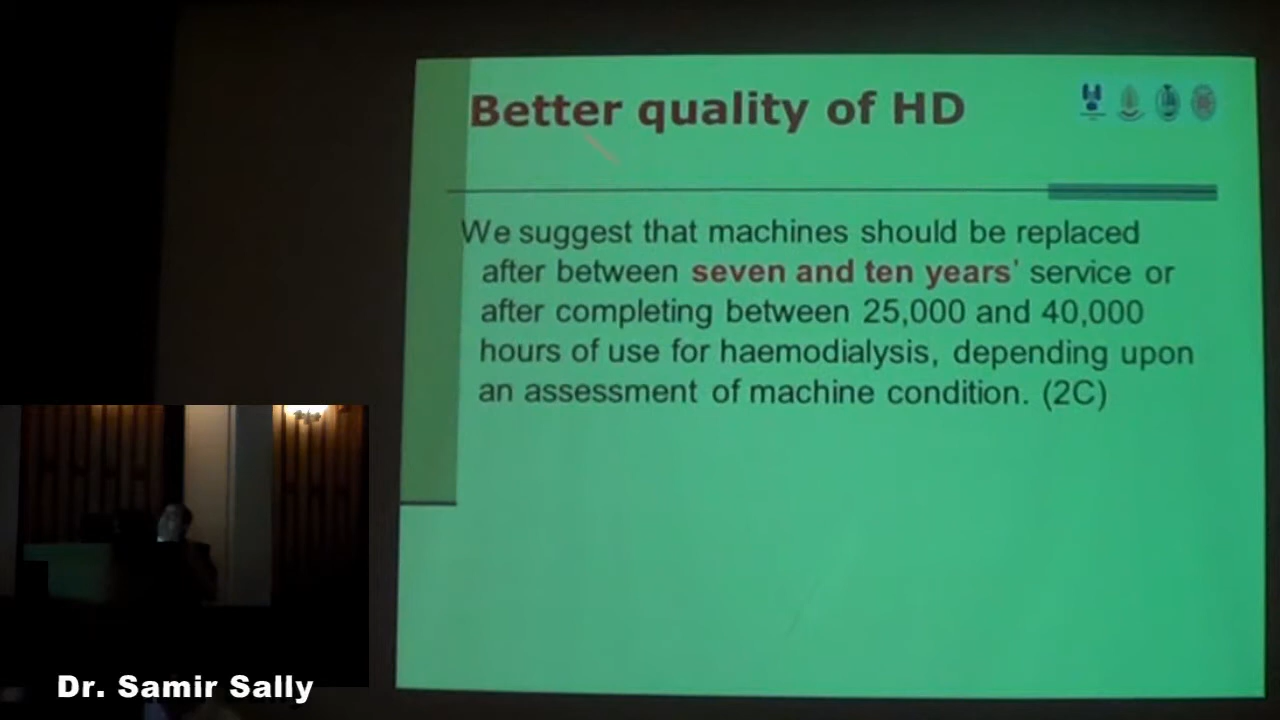 Better quality of HD
We suggest that machines should be replaced
after between seven and ten years' service or
after completing between 25,000 and 40,000
hours of use for haemodialysis, depending upon
an assessment of machine condition. (2C)
Dr. Samir Sally